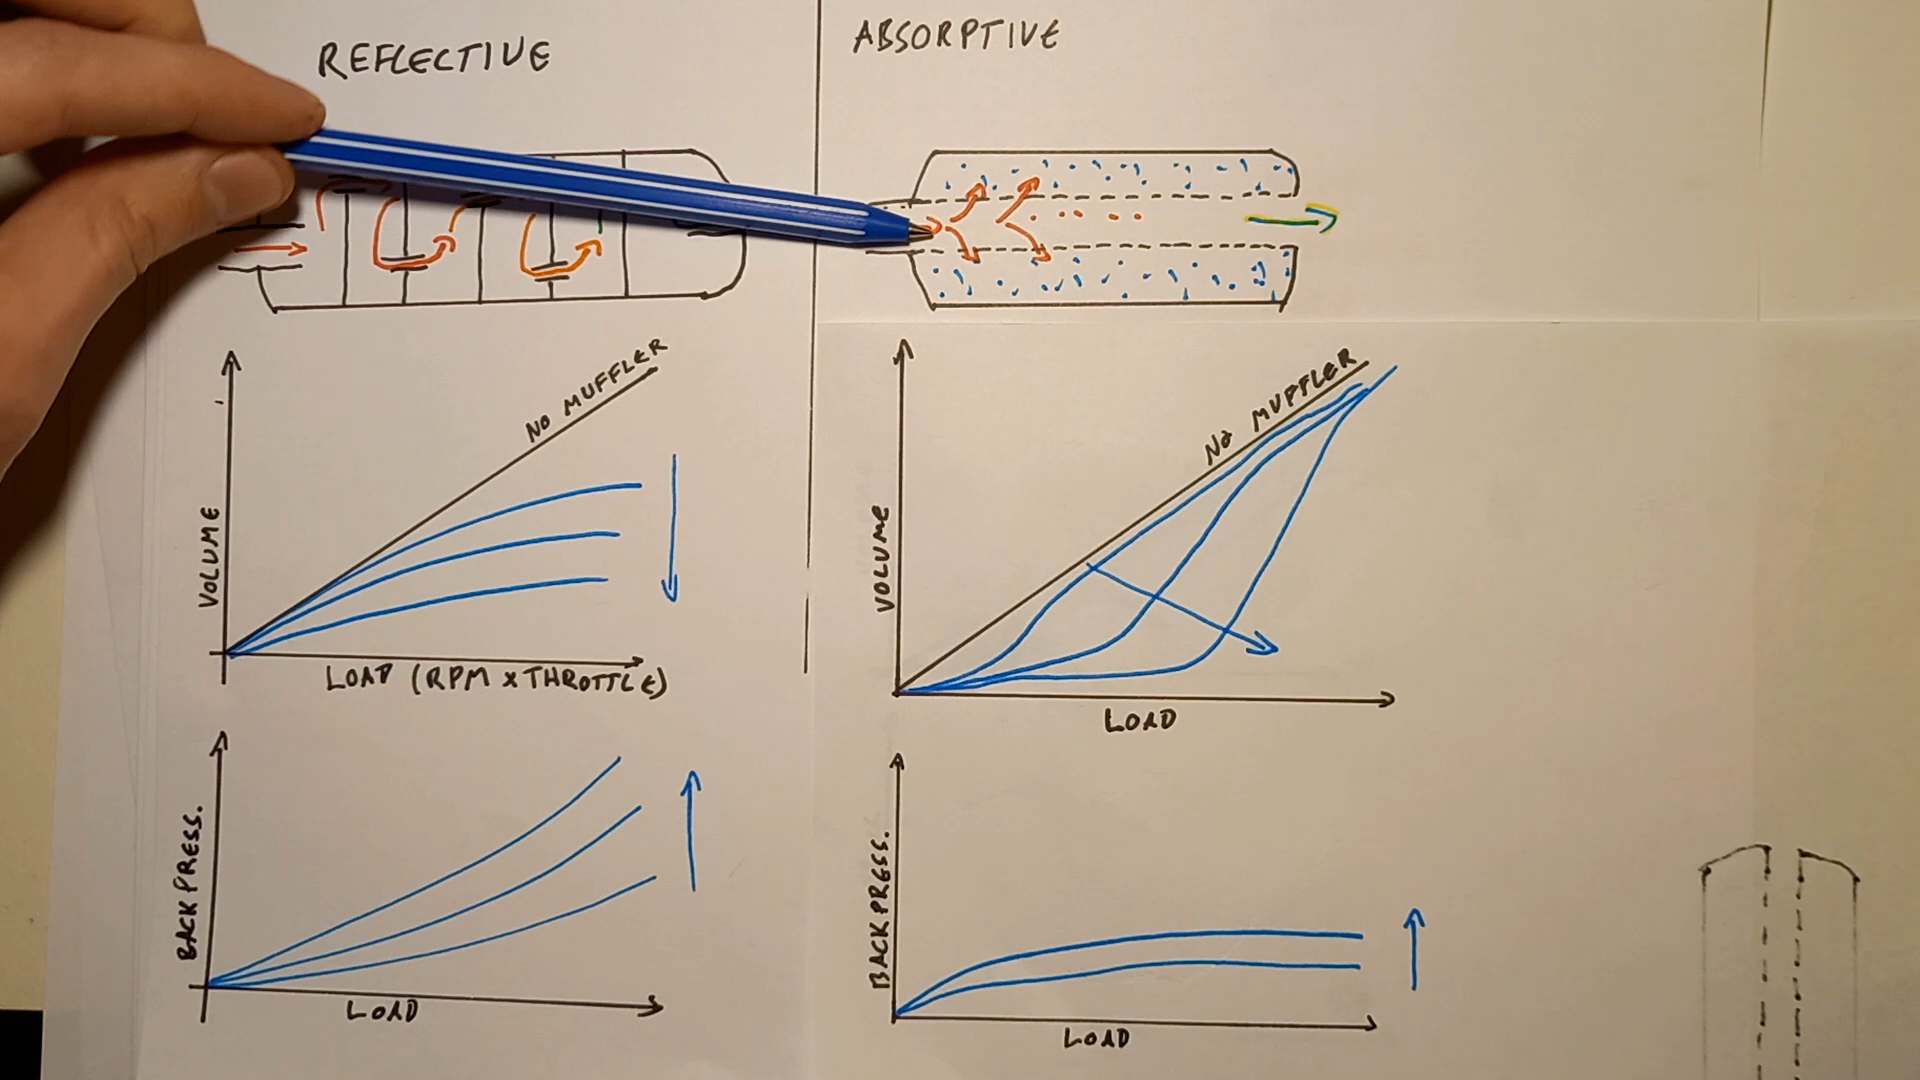 REFLECTIVE
NO MUFFLER
VOLUME
LOAD (RPM x THROTTLE)
BACK PRESS.
LOAD
ABSORPTIVE
NO MUFFLER
VOLUME
LOAD
BACK PRESS.
LOAD